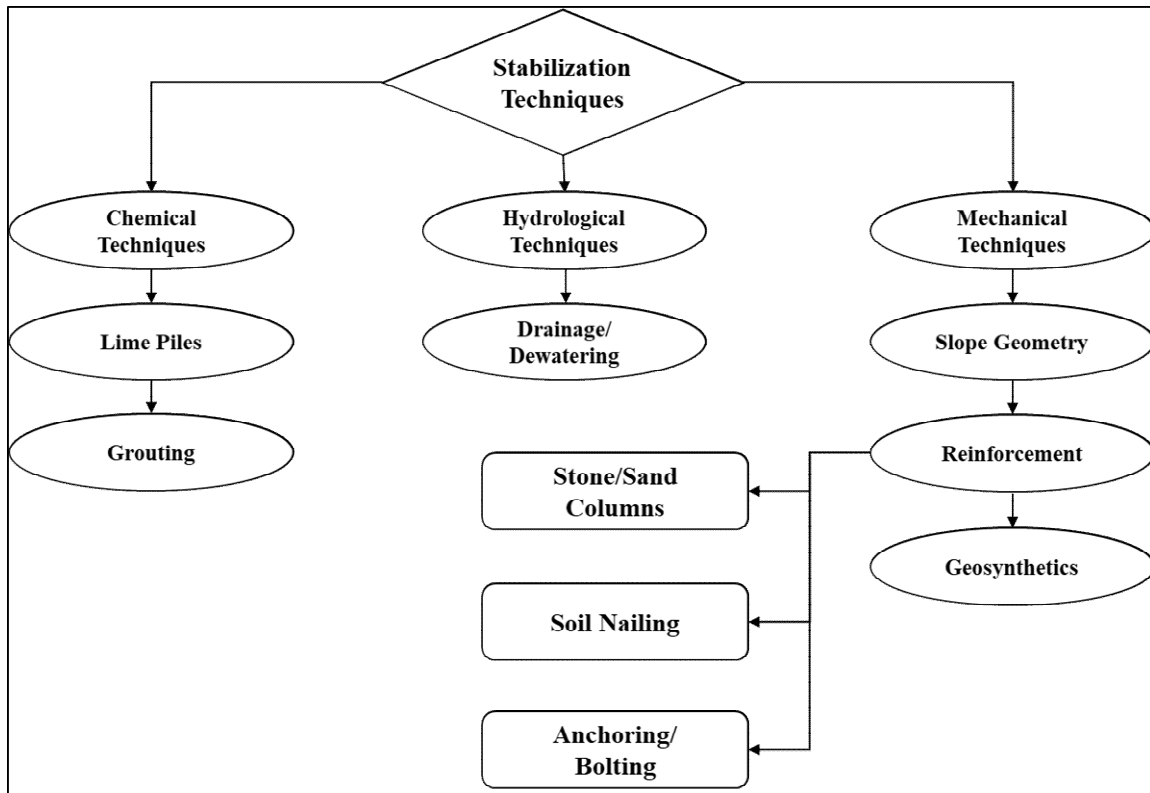 Stabilization
Techniques
Chemical
Techniques
Hydrological
Techniques
Mechanical
Techniques
Lime Piles
Drainage/
Dewatering
Slope Geometry
Grouting
Reinforcement
Stone/Sand
Columns
Geosynthetics
Soil Nailing
Anchoring/
Bolting